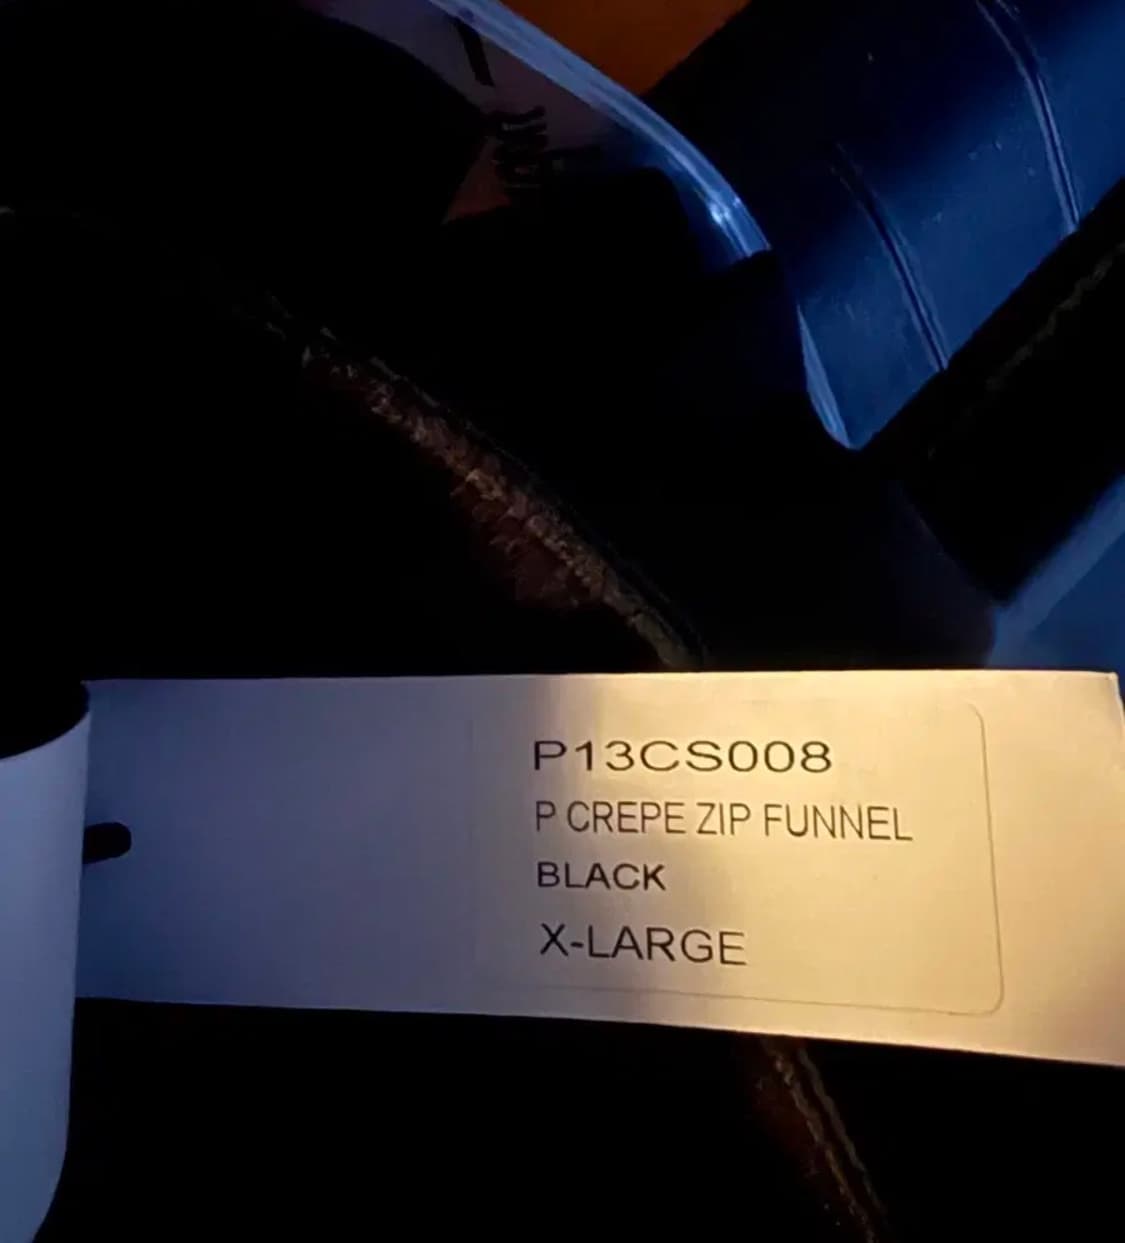 P13CS008
P CREPE ZIP FUNNEL
BLACK
X-LARGE